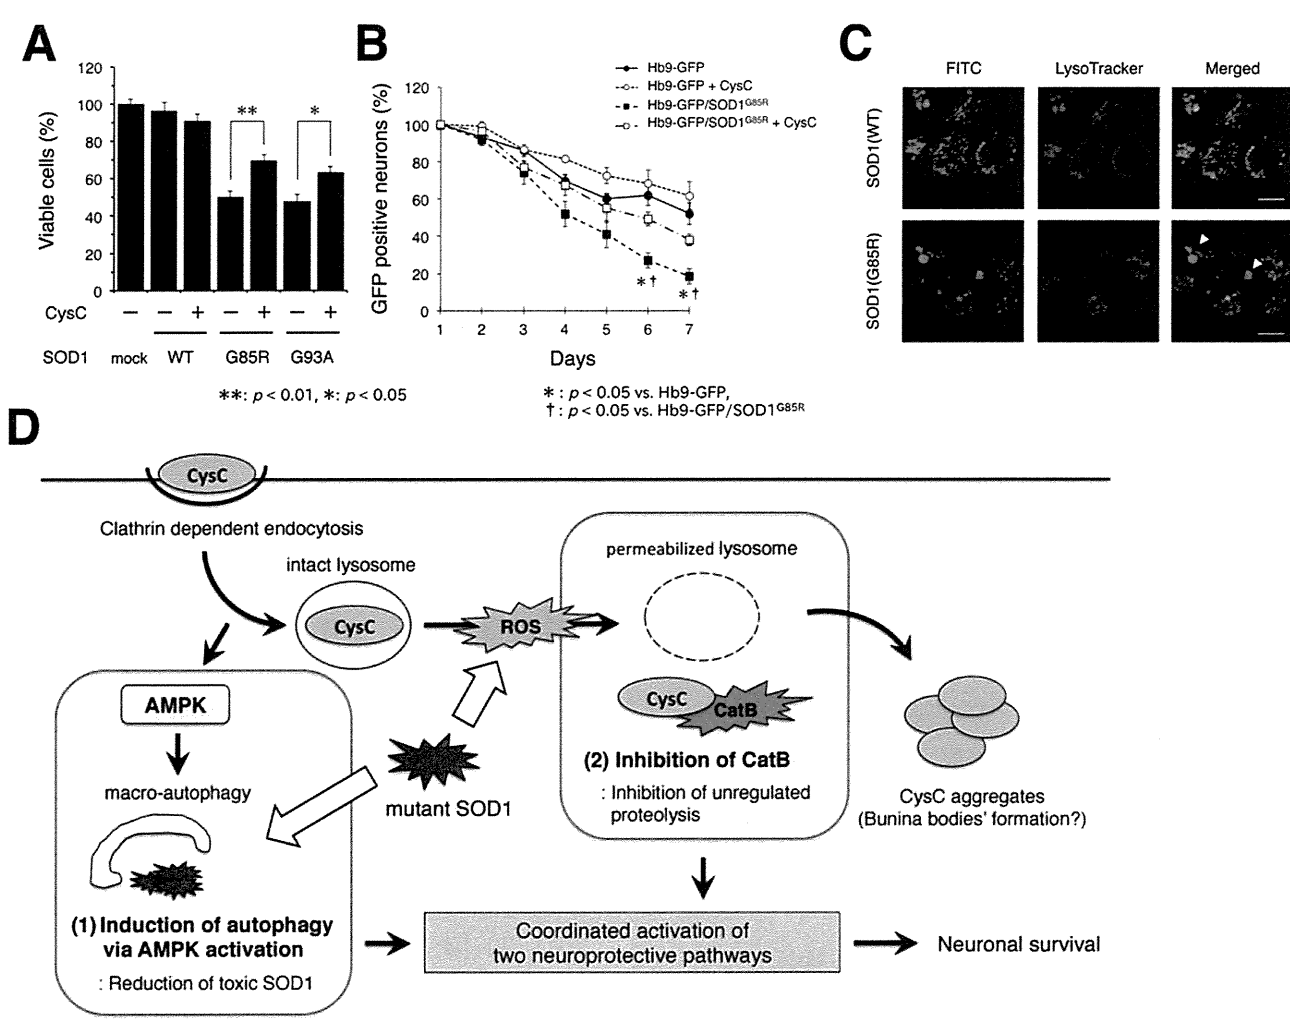 A
Viable cells (%)
120
100
80
60
40
20
0
CysC − − + − + − +
SOD1 mock WT G85R G93A
** *
**: p < 0.01, *: p < 0.05
B
GFP positive neurons (%)
Hb9-GFP
Hb9-GFP + CysC
Hb9-GFP/SOD1G85R
Hb9-GFP/SOD1G85R + CysC
120
100
80
60
40
20
0
*†
*†
1 2 3 4 5 6 7
Days
* : p < 0.05 vs. Hb9-GFP,
† : p < 0.05 vs. Hb9-GFP/SOD1G85R
C
FITC LysoTracker Merged
SOD1(WT)
SOD1(G85R)
D
CysC
Clathrin dependent endocytosis
intact lysosome
CysC
ROS
permeabilized lysosome
CysC
CatB
(2) Inhibition of CatB
: Inhibition of unregulated
proteolysis
AMPK
macro-autophagy
mutant SOD1
CysC aggregates
(Bunina bodies' formation?)
(1) Induction of autophagy
via AMPK activation
: Reduction of toxic SOD1
Coordinated activation of
two neuroprotective pathways
Neuronal survival